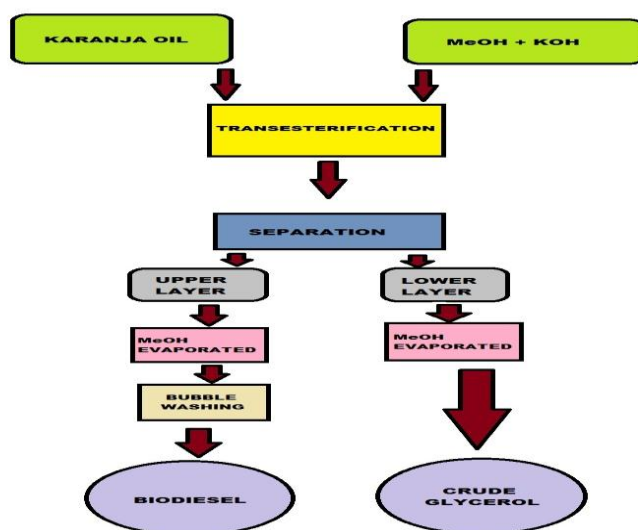 KARANJA OIL
MeOH + KOH
TRANSESTERIFICATION
SEPARATION
UPPER
LAYER
LOWER
LAYER
MeOH
EVAPORATED
MeOH
EVAPORATED
BUBBLE
WASHING
BIODIESEL
CRUDE
GLYCEROL